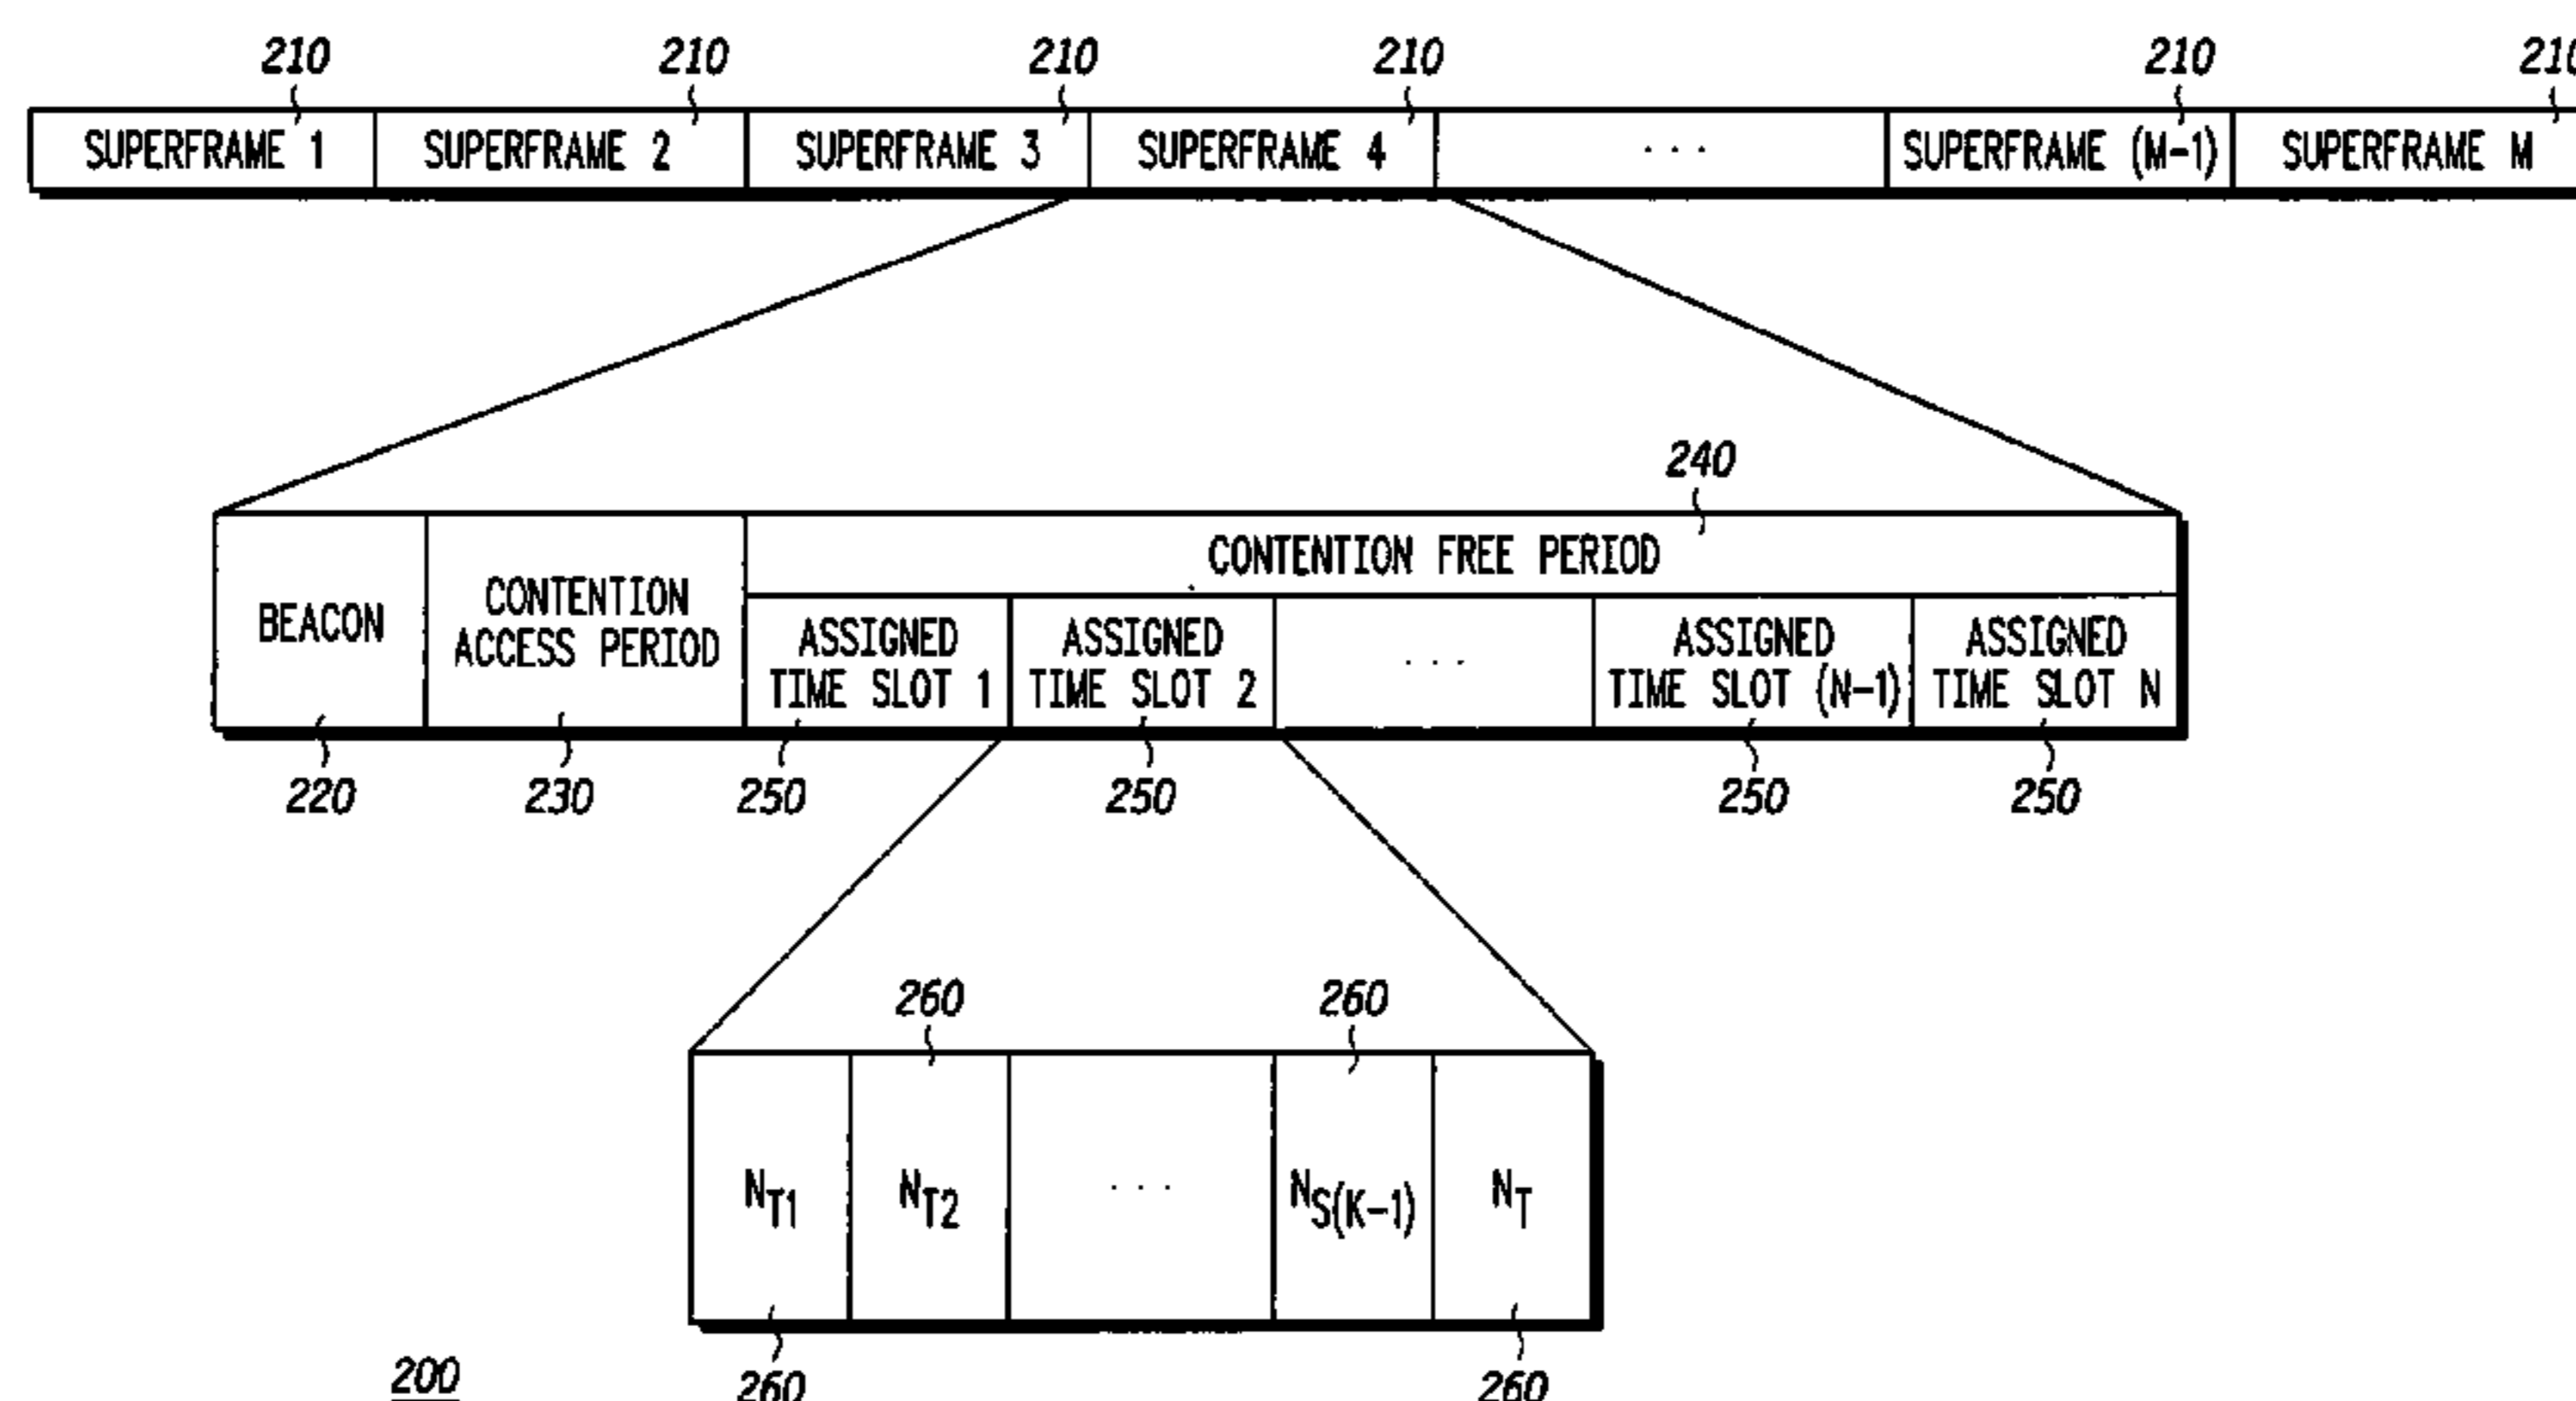 210 210 210 210 210 210
SUPERFRAME 1 SUPERFRAME 2 SUPERFRAME 3 SUPERFRAME 4 ... SUPERFRAME (M-1) SUPERFRAME M
240
CONTENTION FREE PERIOD
BEACON
CONTENTION
ACCESS PERIOD
ASSIGNED
TIME SLOT 1
ASSIGNED
TIME SLOT 2
...
ASSIGNED
TIME SLOT (N-1)
ASSIGNED
TIME SLOT N
220 230 250 250 250 250
260 260
NT1 NT2 ... NS(K-1) NT
260 260
200